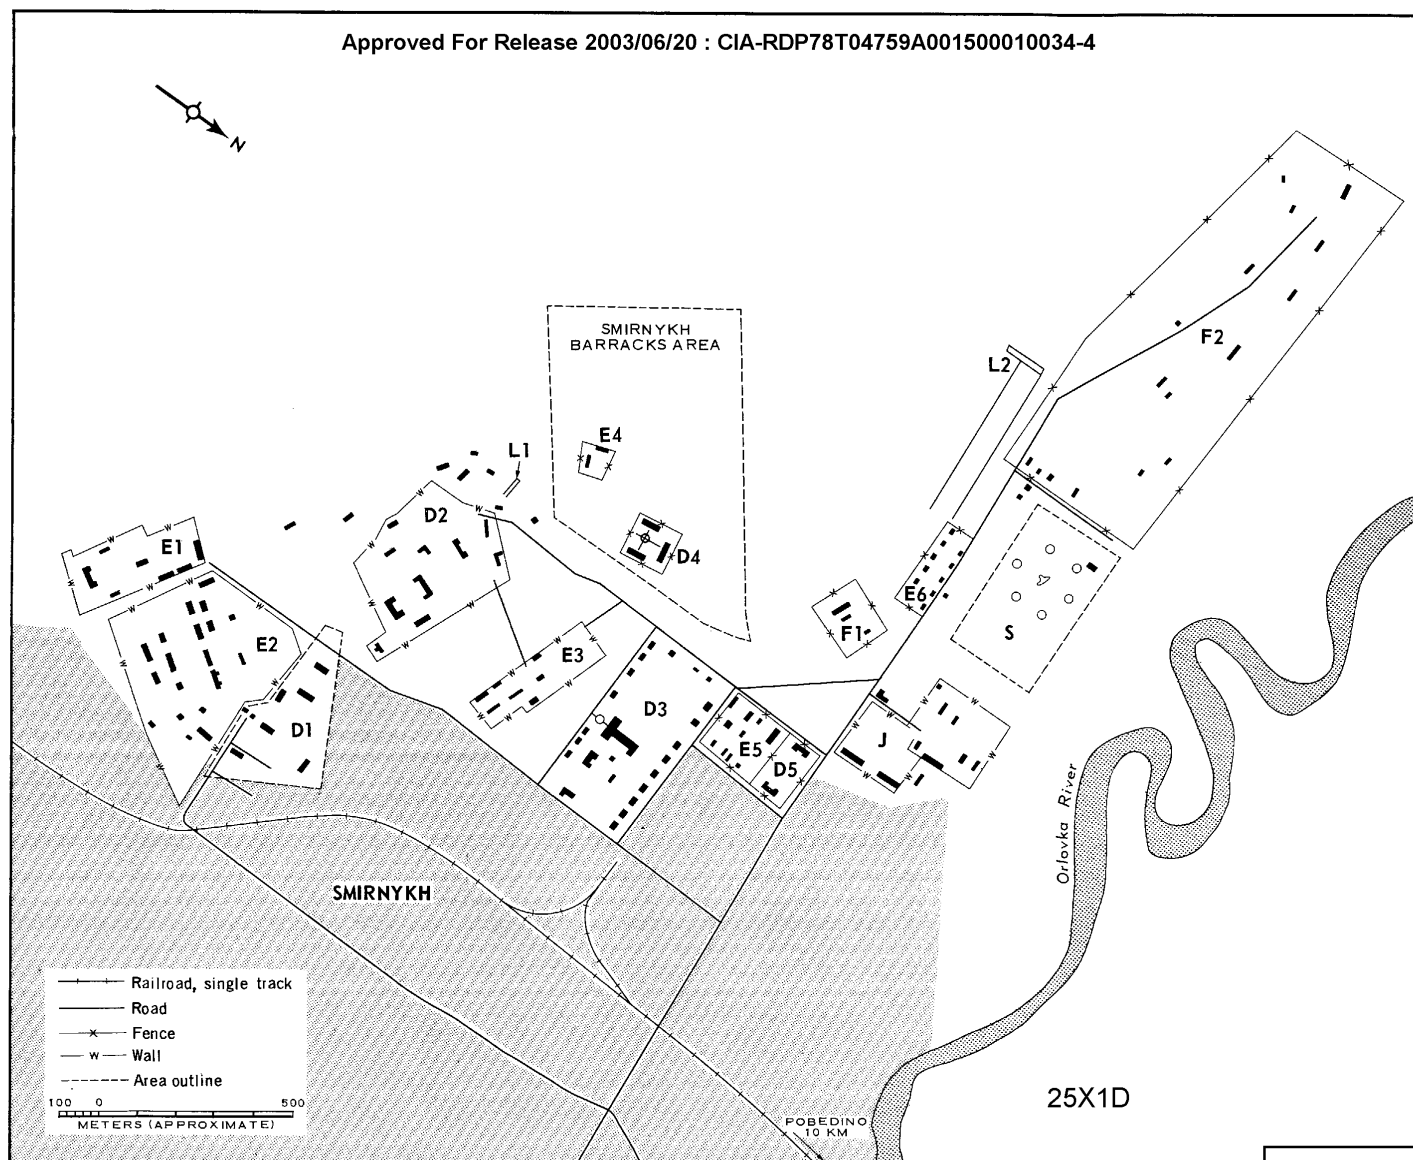 Approved For Release 2003/06/20 : CIA-RDP78T04759A001500010034-4
N
SMIRNYKH
BARRACKS AREA
F2
L2
E4
L1
D2
E1
D4
E6
F1
S
E2
E3
D1
D3
J
E5
D5
Orlovka River
SMIRNYKH
Railroad, single track
Road
Fence
W Wall
Area outline
100 0 500
METERS (APPROXIMATE)
25X1D
POBEDINO
10 KM